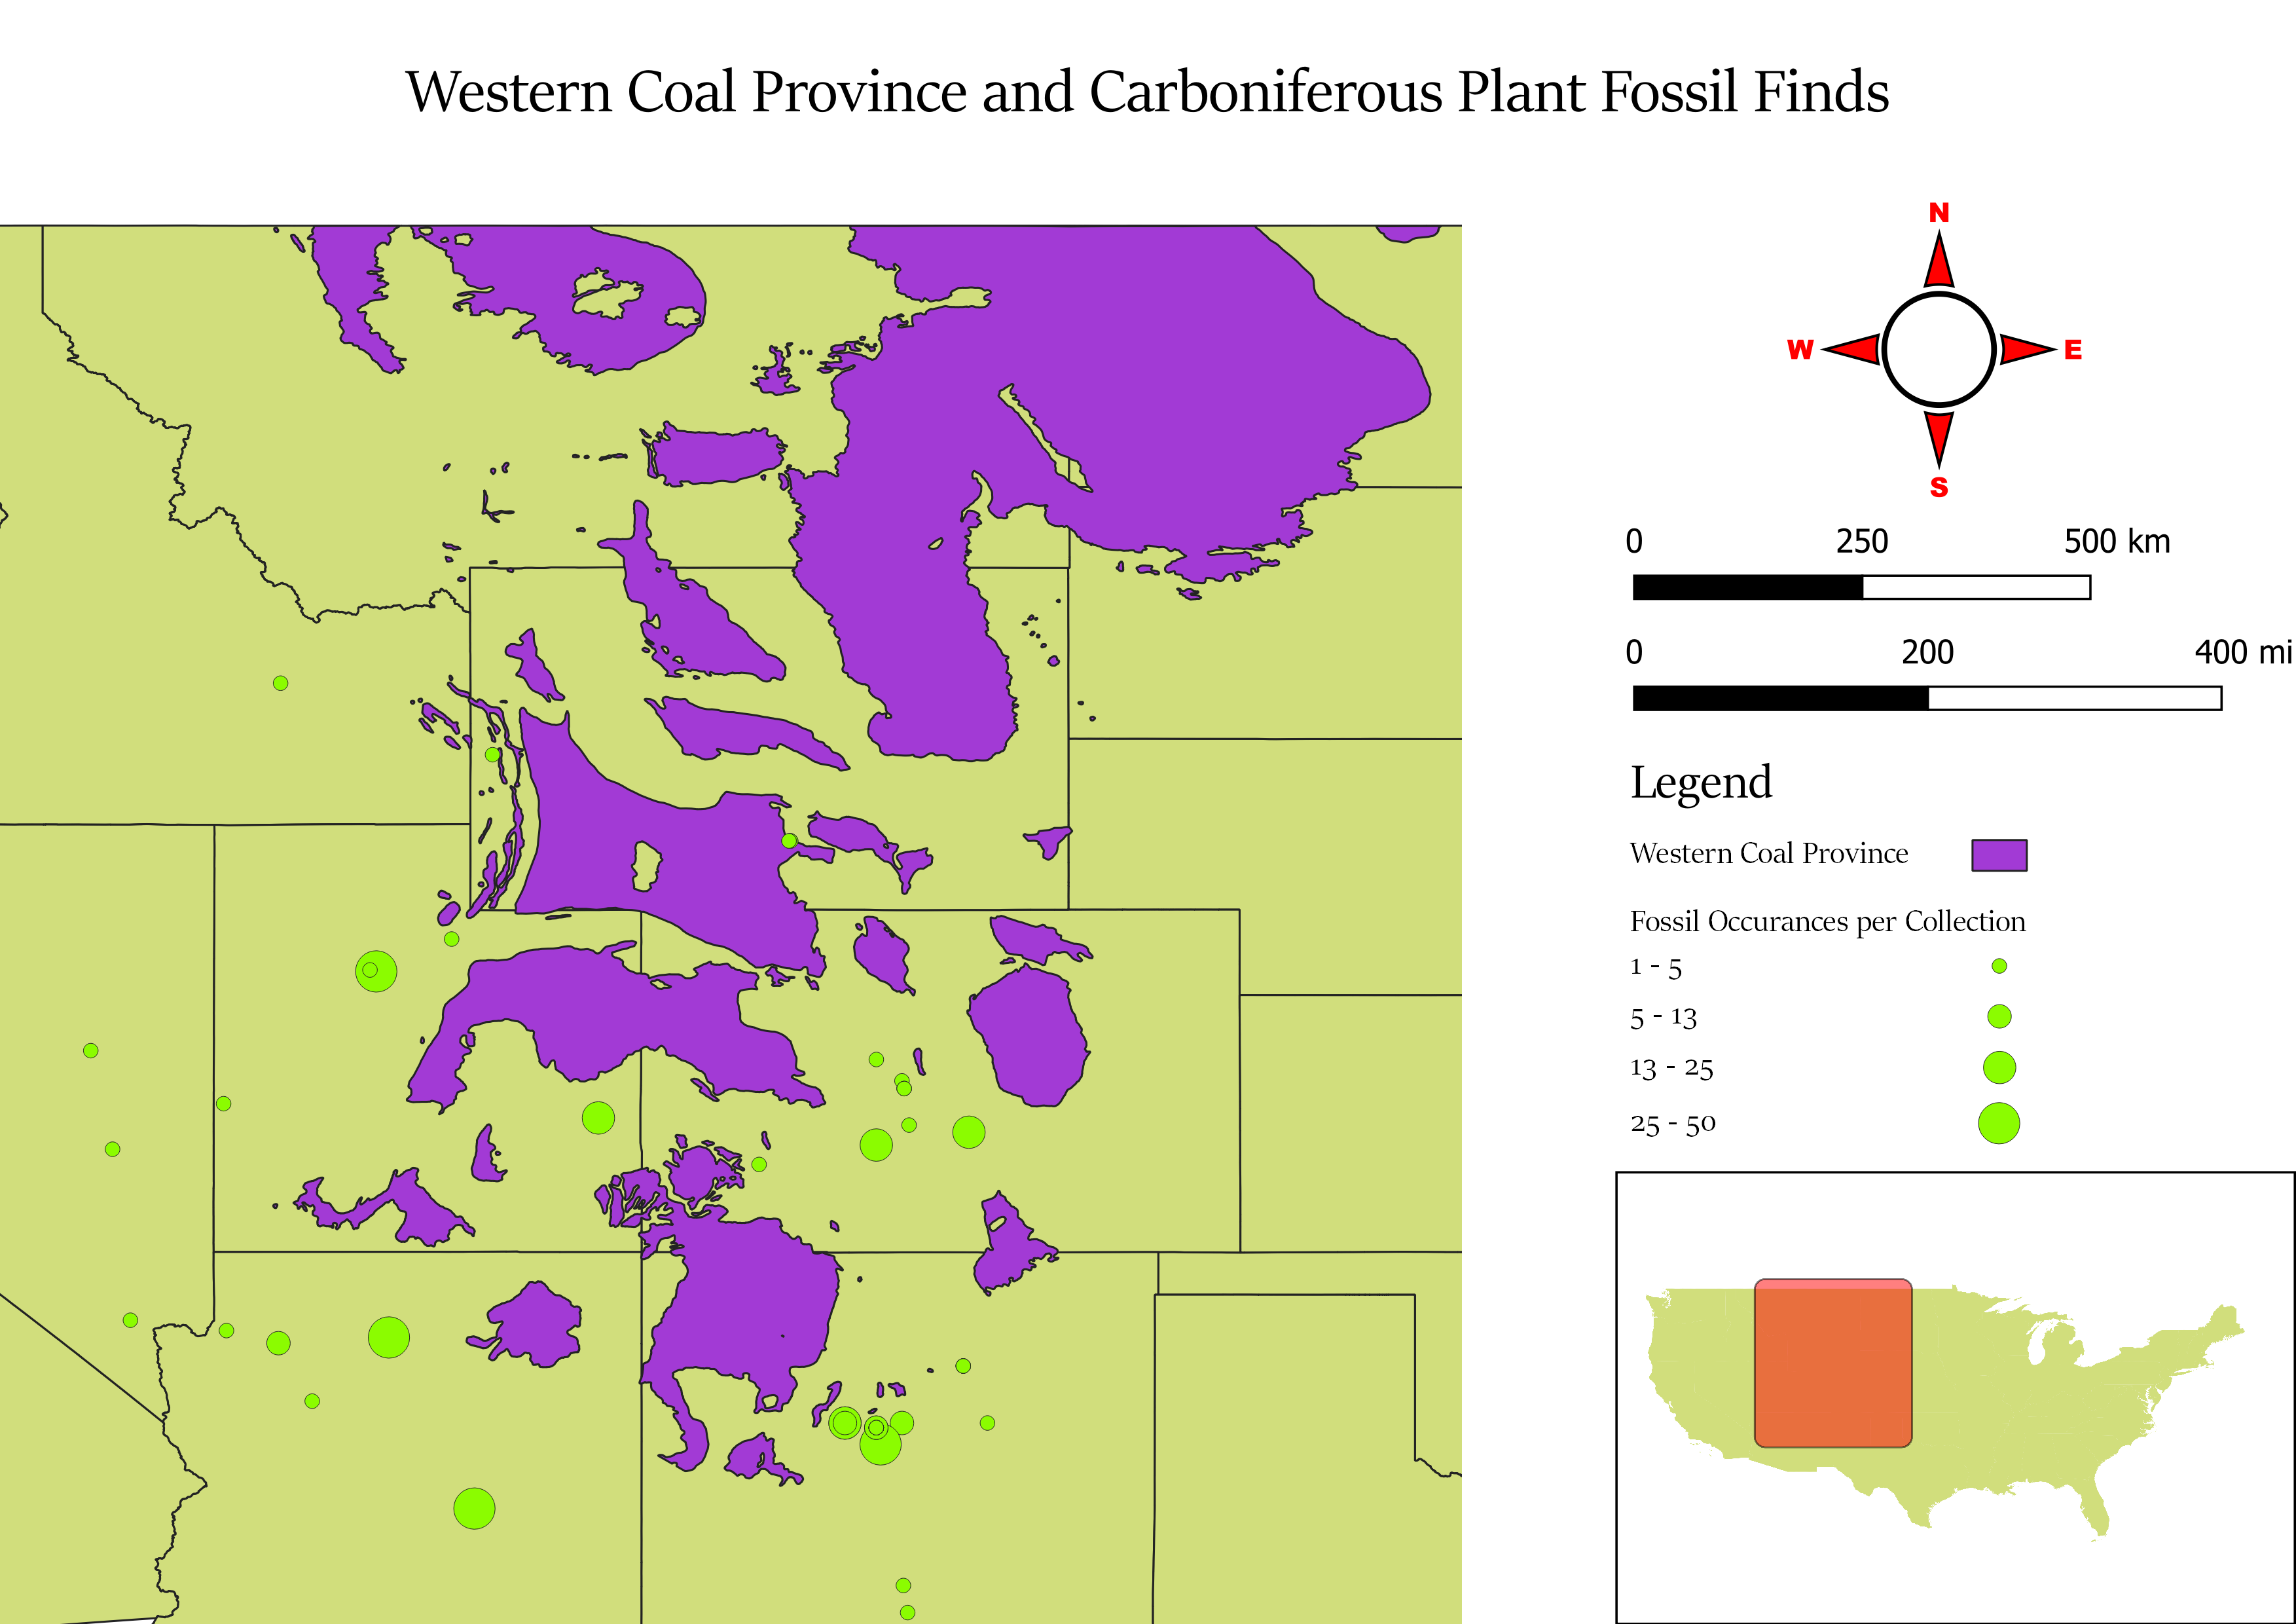 Western Coal Province and Carboniferous Plant Fossil Finds
N
W E
S
0 250 500 km
0 200 400 mi
Legend
Western Coal Province
Fossil Occurances per Collection
1 - 5
5 - 13
13 - 25
25 - 50